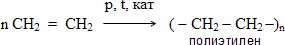 p, t, кат
n CH₂ = CH₂ ⟶ ( – CH₂ – CH₂ –)ₙ
полиэтилен